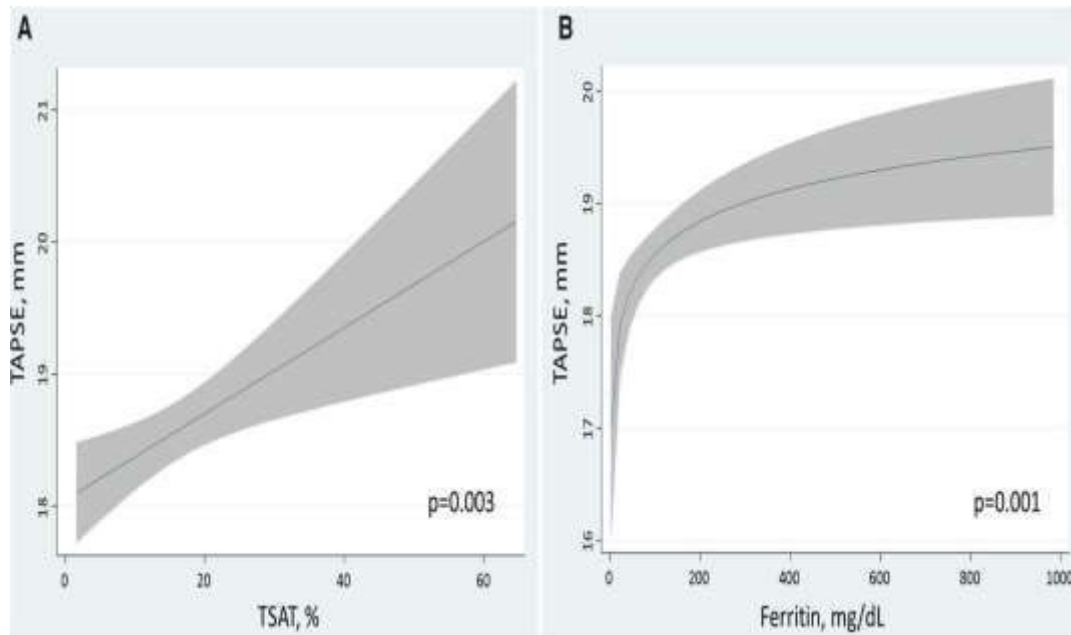 A
TAPSE, mm
21
20
19
18
0 20 40 60
TSAT, %
p=0.003
B
TAPSE, mm
20
19
18
17
16
0 200 400 600 800 1000
Ferritin, mg/dL
p=0.001